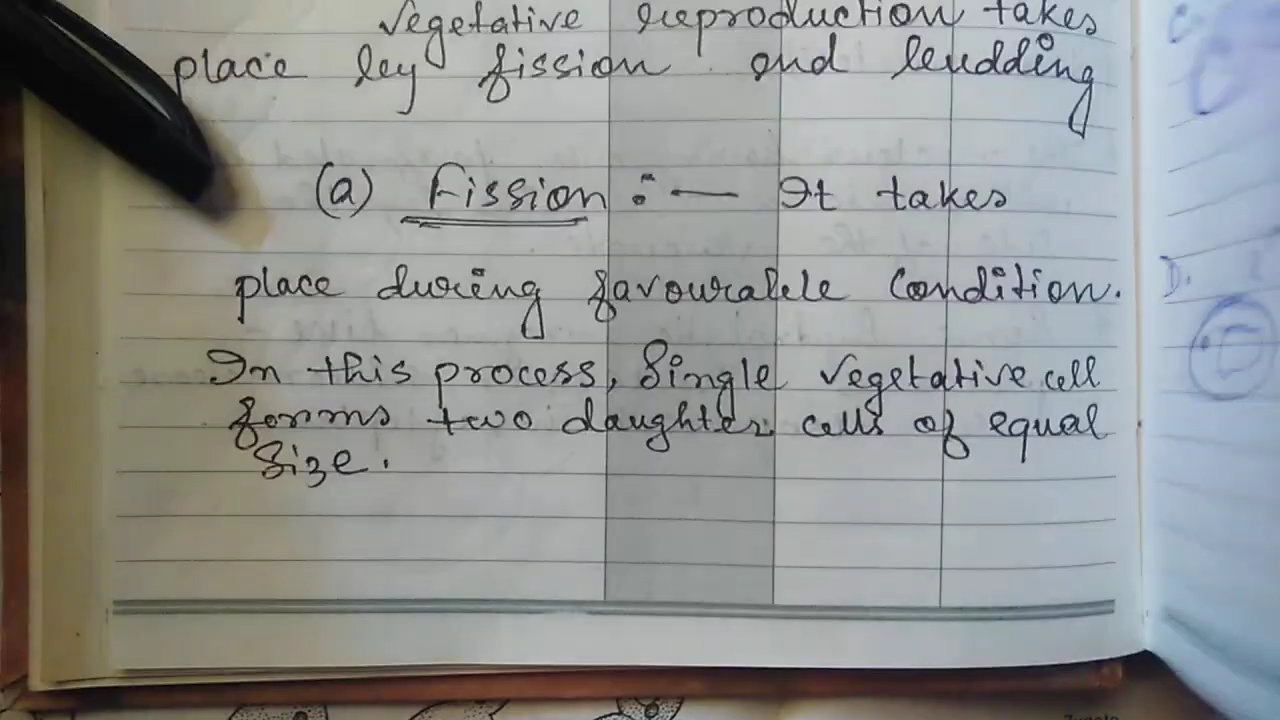 vegetative reproduction takes
place by fission and budding
(a) Fission :— It takes
place during favourable condition.
In this process, Single vegetative cell
forms two daughter cells of equal
Size.
C.
D.